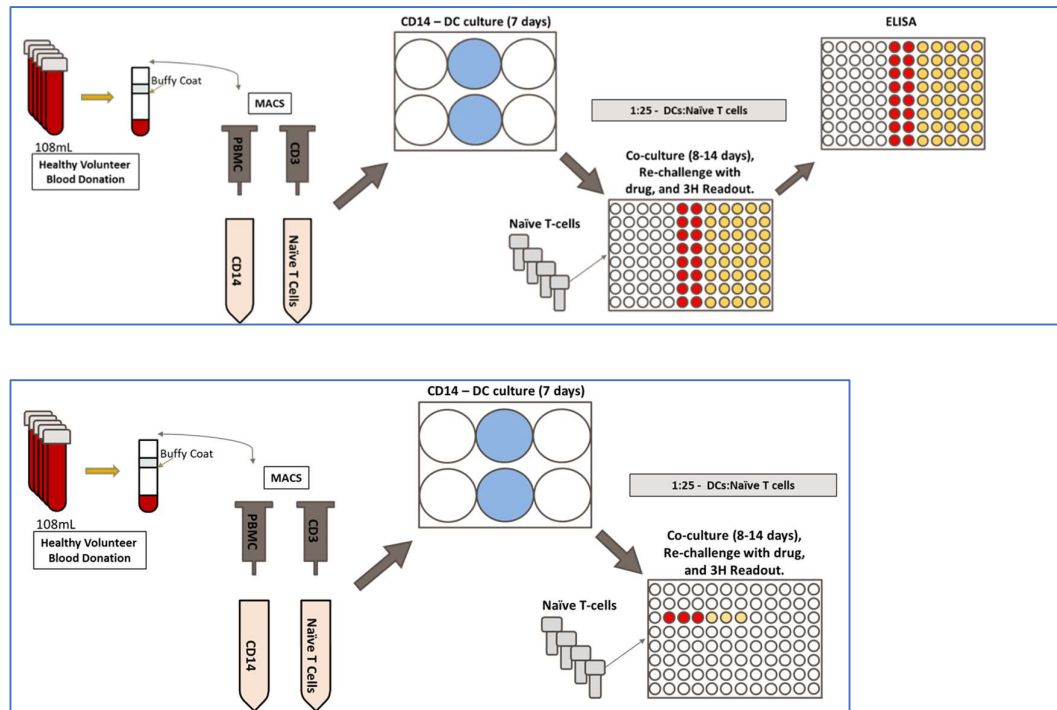 CD14 – DC culture (7 days)
ELISA
Buffy Coat
MACS
1:25 - DCs:Naïve T cells
PBMC
CD3
108mL
Healthy Volunteer
Blood Donation
Co-culture (8-14 days),
Re-challenge with
drug, and 3H Readout.
Naïve T-cells
CD14
Naïve T Cells
CD14 – DC culture (7 days)
Buffy Coat
MACS
1:25 - DCs:Naïve T cells
108mL
Healthy Volunteer
Blood Donation
PBMC
CD3
Co-culture (8-14 days),
Re-challenge with drug,
and 3H Readout.
Naïve T-cells
CD14
Naïve T Cells